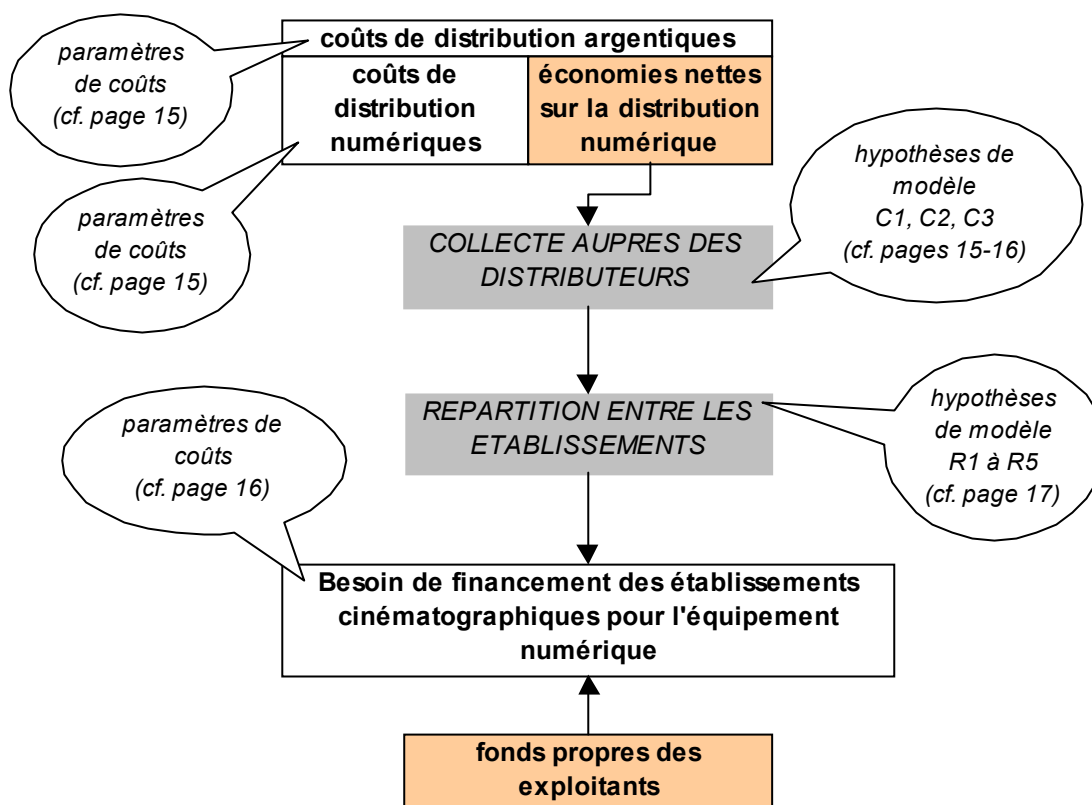 coûts de distribution argentiques
paramètres
de coûts
(cf. page 15)
coûts de
distribution
numériques
économies nettes
sur la distribution
numérique
paramètres
de coûts
(cf. page 15)
hypothèses de
modèle
C1, C2, C3
(cf. pages 15-16)
COLLECTE AUPRES DES
DISTRIBUTEURS
REPARTITION ENTRE LES
ETABLISSEMENTS
hypothèses
de modèle
R1 à R5
(cf. page 17)
paramètres de
coûts
(cf. page 16)
Besoin de financement des établissements
cinématographiques pour l'équipement
numérique
fonds propres des
exploitants